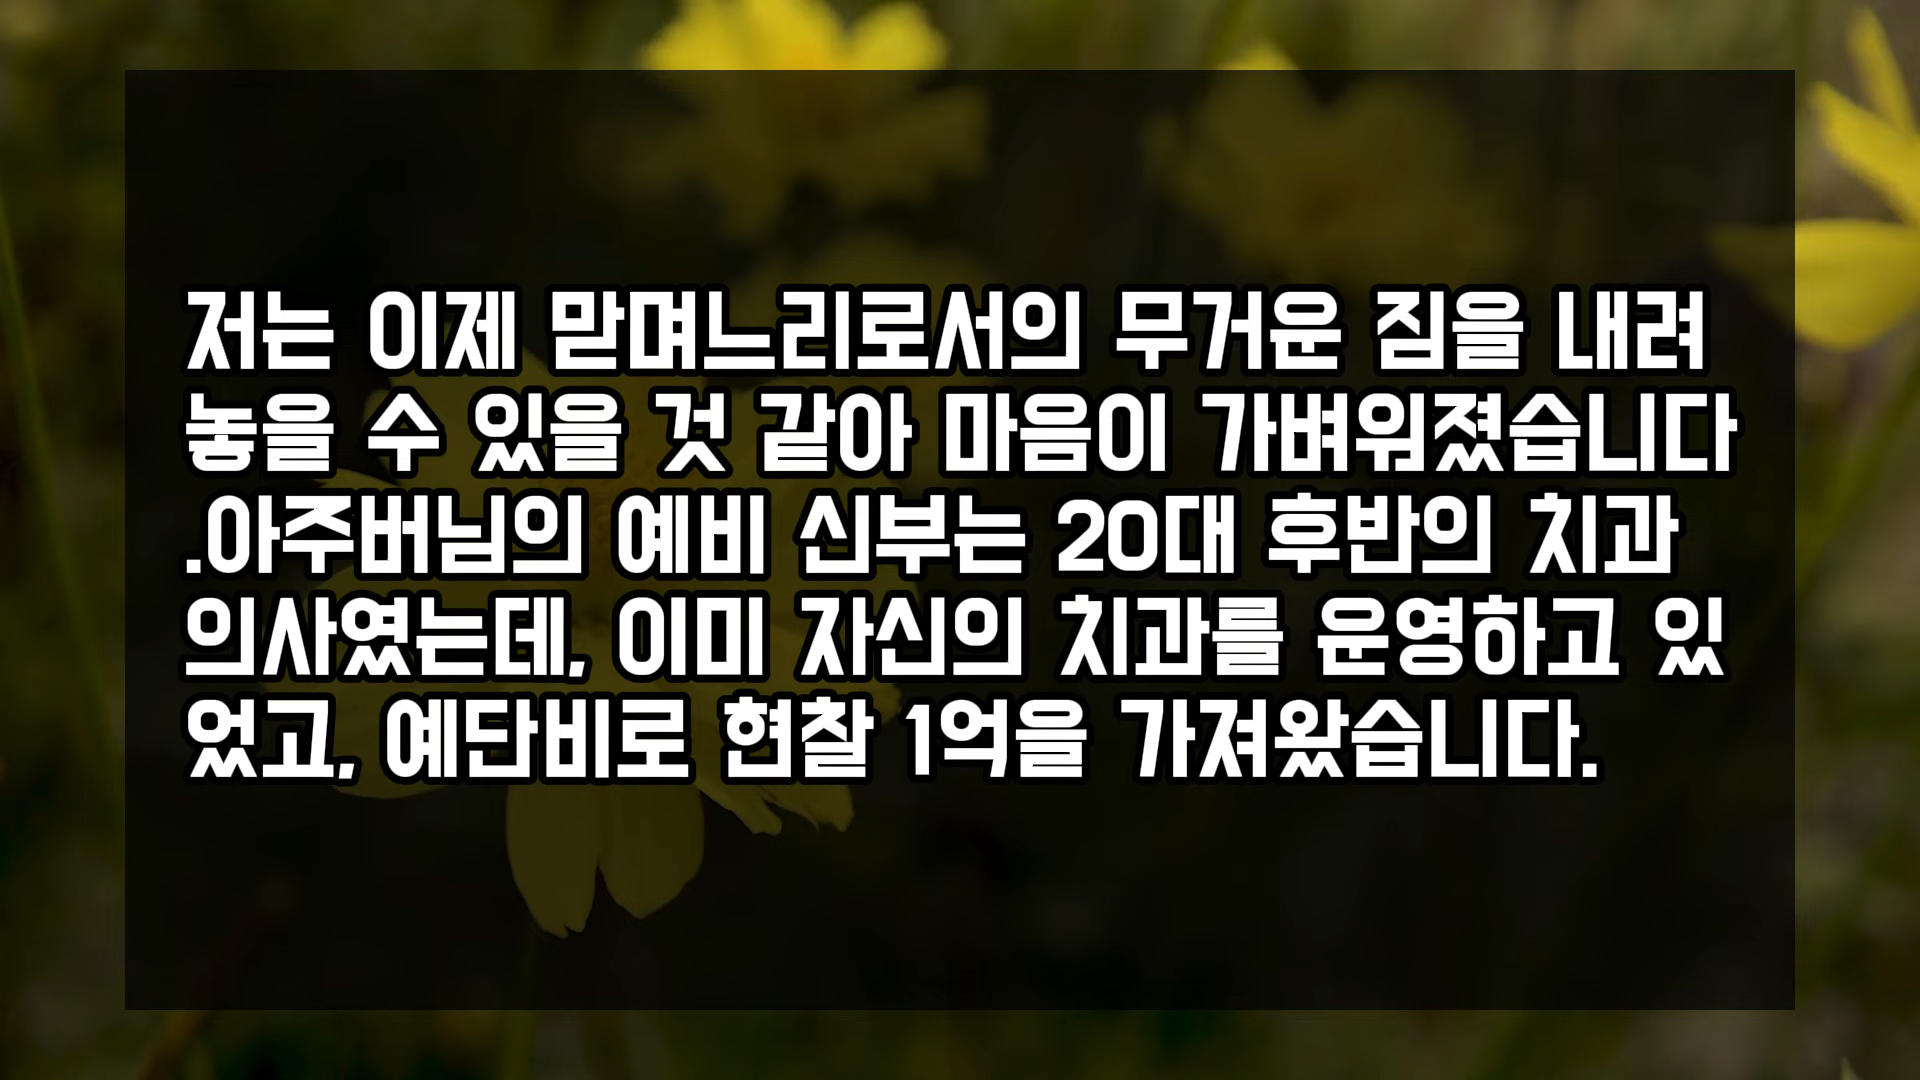 저는 이제 맏며느리로서의 무거운 짐을 내려
놓을 수 있을 것 같아 마음이 가벼워졌습니다
.아주버님의 예비 신부는 20대 후반의 치과
의사였는데, 이미 자신의 치과를 운영하고 있
었고, 예단비로 현찰 1억을 가져왔습니다.